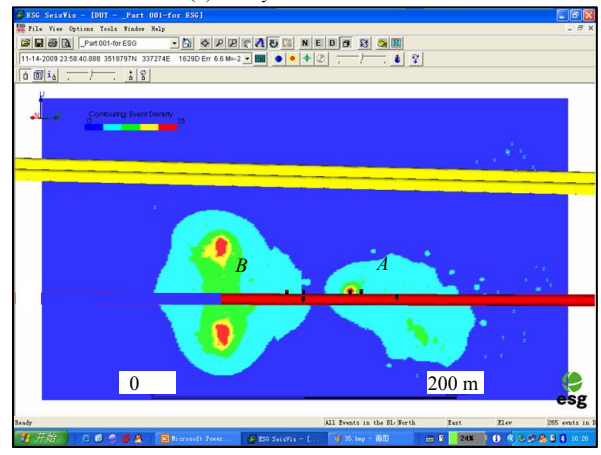 ESG SeisVis - [DUT - _Part 001-for ESG]
File View Options Tools Window Help
_Part 001-for ESG
N E D
11-14-2009 23:58:40.888 3518797N 337274E 1629D Err 6.6 M=-2
U
N
Contouring: Event Density
0 15
B
A
0
200 m
esg
Ready
All Events in the Bl North East Elev 265 evnts in D
开始
Microsoft Power...
ESG SeisVis - [...
35.bmp - 画图
24%
16:26